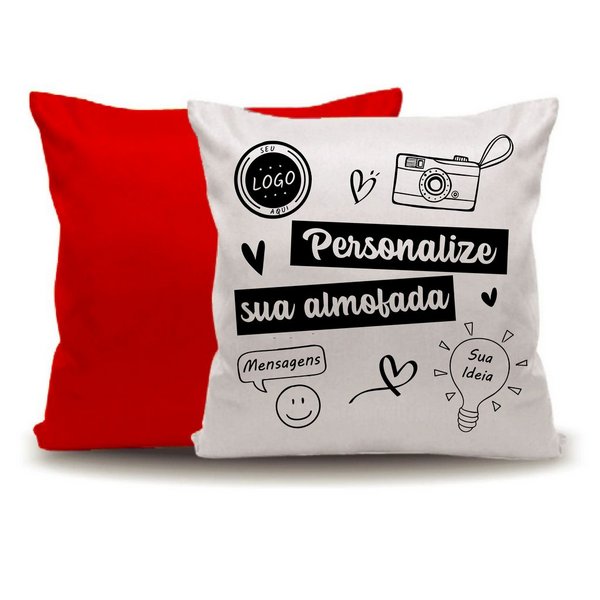 SEU
LOGO
AQUI
Personalize
sua almofada
Mensagens
Sua
Ideia